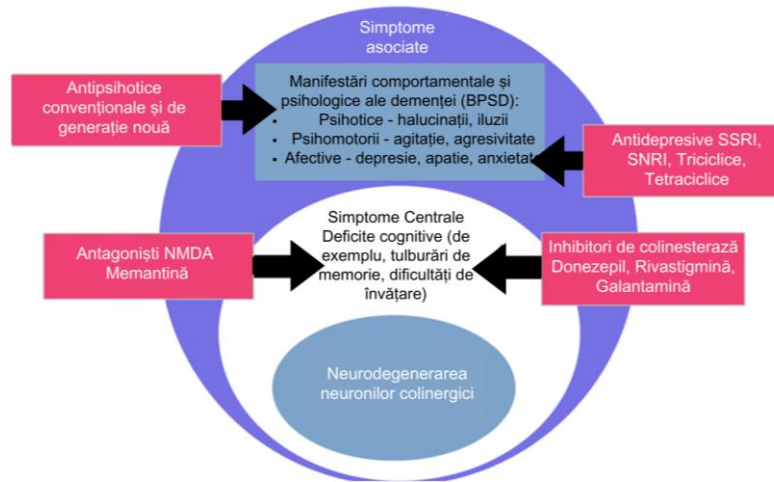 Simptome
asociate
Antipsihotice
convenționale și de
generație nouă
Manifestări comportamentale și
psihologice ale demenței (BPSD):
• Psihotice - halucinații, iluzii
• Psihomotorii - agitație, agresivitate
• Afective - depresie, apatie, anxietate
Antidepresive SSRI,
SNRI, Triciclice,
Tetraciclice
Simptome Centrale
Deficite cognitive (de
exemplu, tulburări de
memorie, dificultăți de
învățare)
Antagoniști NMDA
Memantină
Inhibitori de colinesterază
Donezepil, Rivastigmină,
Galantamină
Neurodegenerarea
neuronilor colinergici